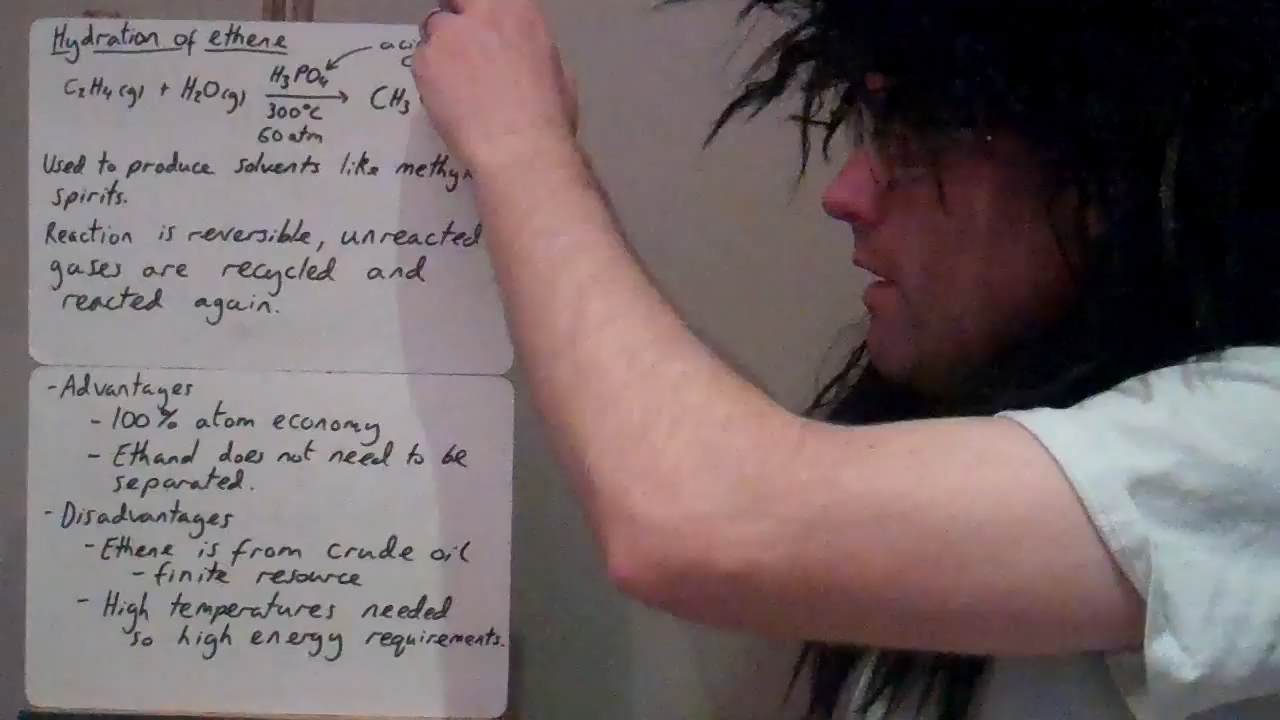 Hydration of ethene
C₂H₄(g) + H₂O(g) H₃PO₄ CH₃
300°C
60 atm
Used to produce solvents like
spirits.
Reaction is reversible, unreacted
gases are recycled and
reacted again.
- Advantages
- 100% atom economy
- Ethanol does not need to be
separated.
- Disadvantages
- Ethene is from crude oil
- finite resource
- High temperatures needed
so high energy requirements.